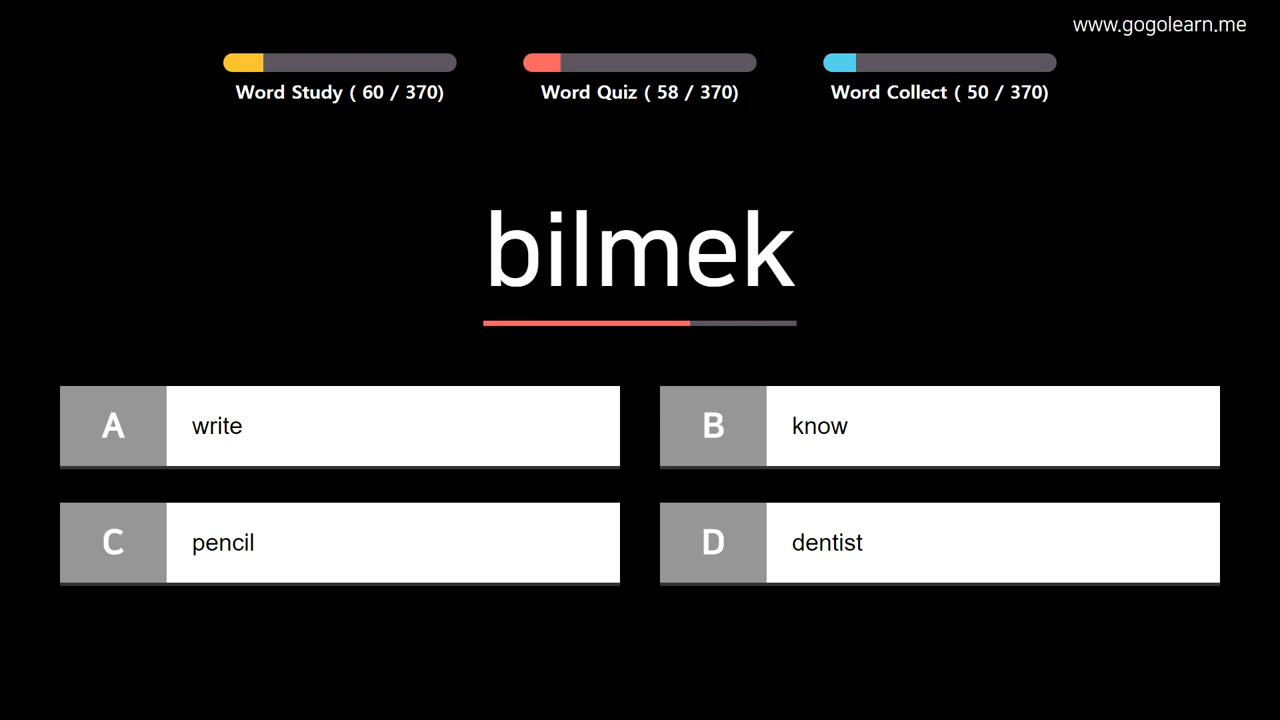 www.gogolearn.me
Word Study ( 60 / 370)
Word Quiz ( 58 / 370)
Word Collect ( 50 / 370)
bilmek
A write
B know
C pencil
D dentist